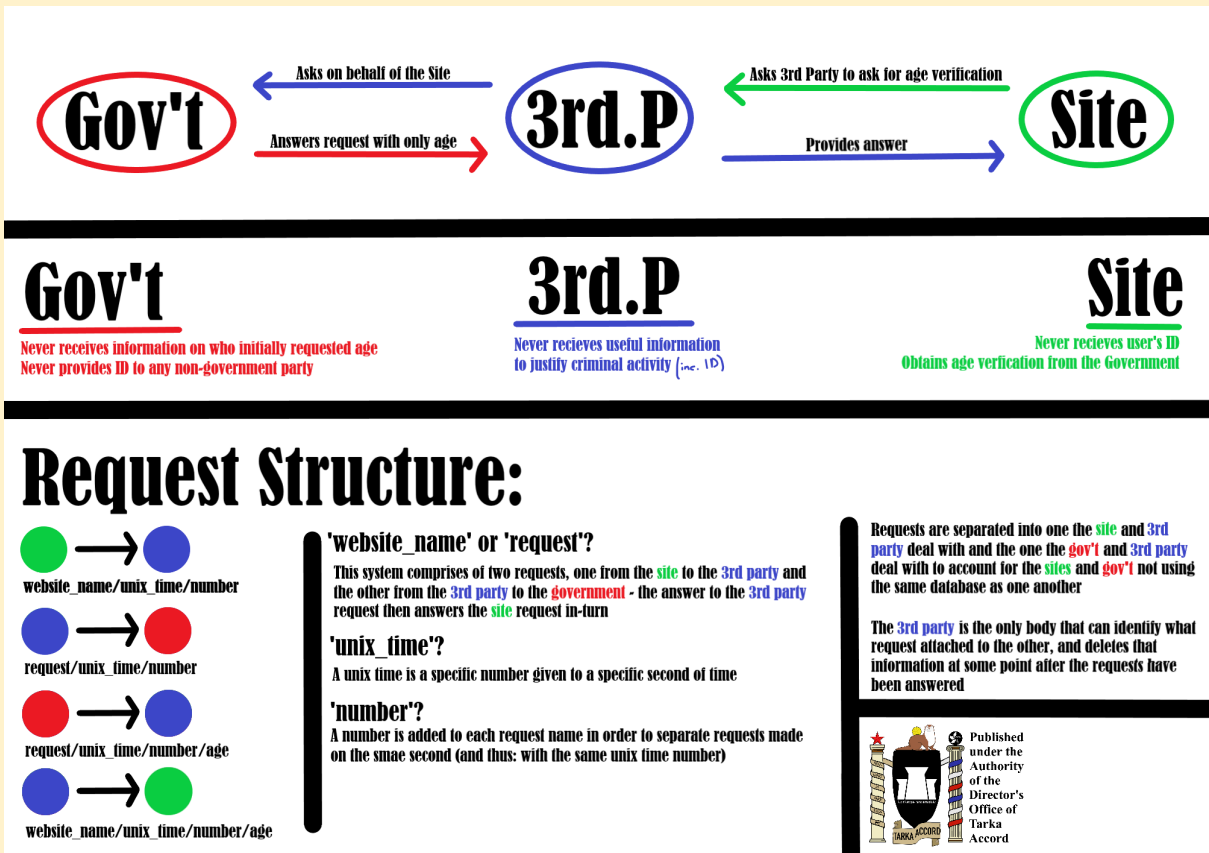 Asks on behalf of the Site
Asks 3rd Party to ask for age verification
Gov't
3rd.P
Site
Answers request with only age
Provides answer
Gov't
3rd.P
Site
Never receives information on who initially requested age
Never provides ID to any non-government party
Never recieves useful information
to justify criminal activity (inc. ID)
Never recieves user's ID
Obtains age verfication from the Government
Request Structure:
website_name/unix_time/number
request/unix_time/number
request/unix_time/number/age
website_name/unix_time/number/age
'website_name' or 'request'?
This system comprises of two requests, one from the site to the 3rd party and
the other from the 3rd party to the government - the answer to the 3rd party
request then answers the site request in-turn
'unix_time'?
A unix time is a specific number given to a specific second of time
'number'?
A number is added to each request name in order to separate requests made
on the smae second (and thus: with the same unix time number)
Requests are separated into one the site and 3rd
party deal with and the one the gov't and 3rd party
deal with to account for the sites and gov't not using
the same database as one another
The 3rd party is the only body that can identify what
request attached to the other, and deletes that
information at some point after the requests have
been answered
TARKA ACCORD
Published
under the
Authority
of the
Director's
Office of
Tarka
Accord